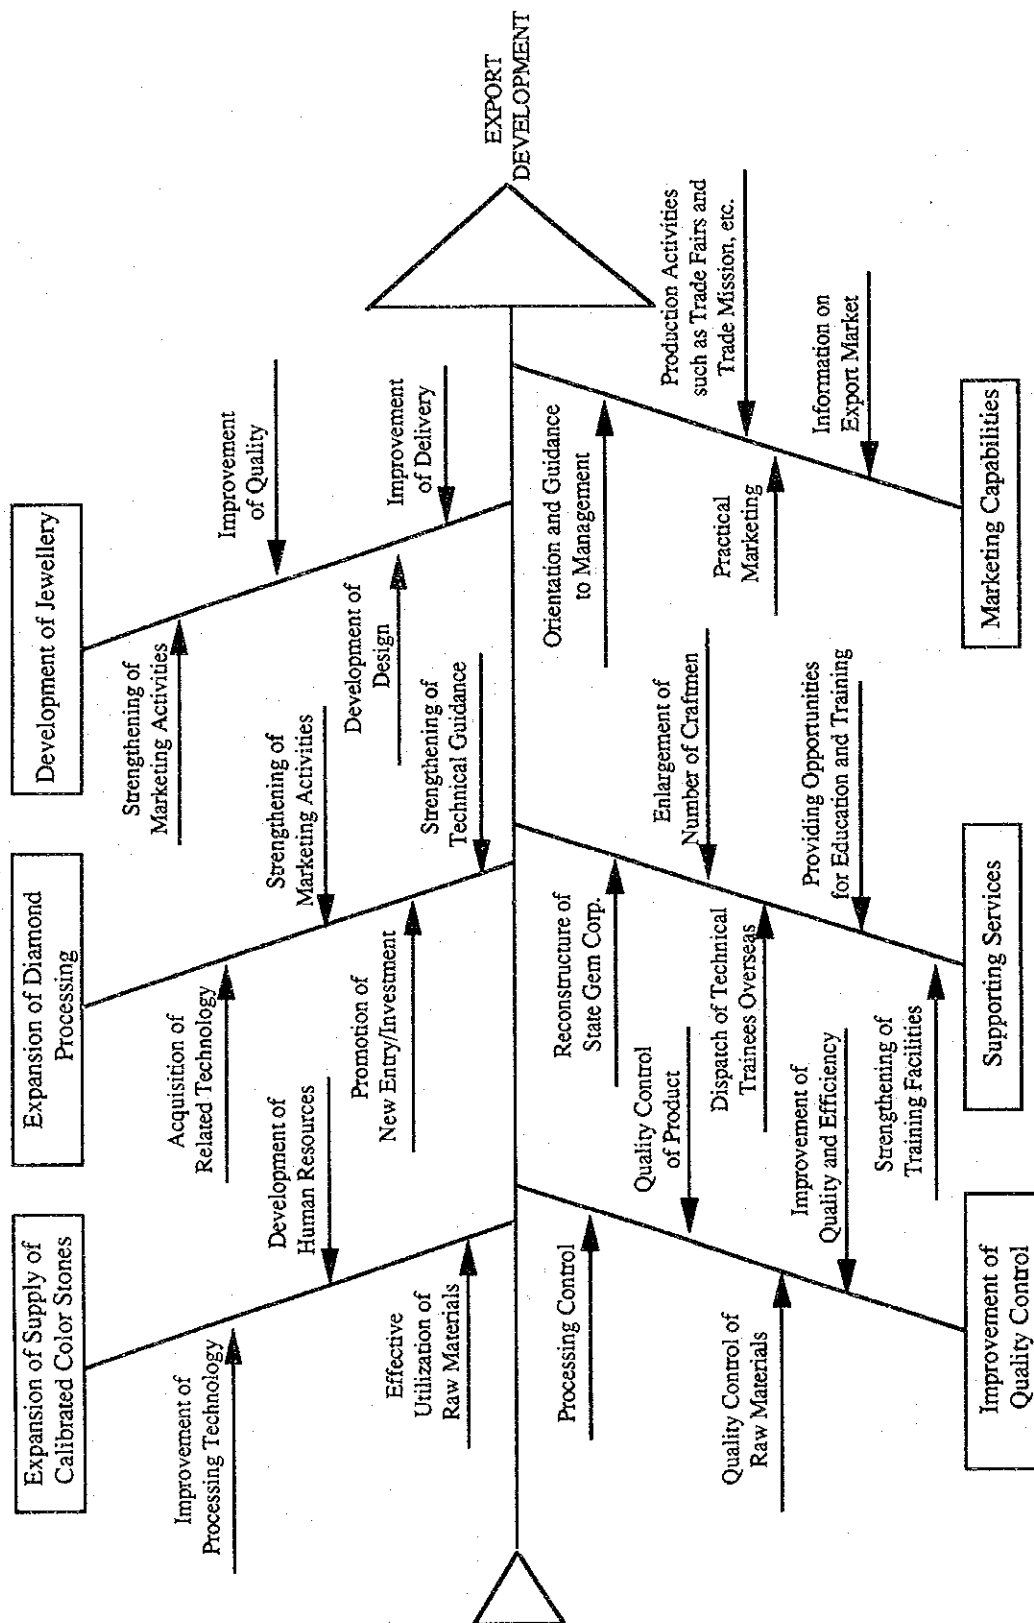 Expansion of Supply of
Calibrated Color Stones
Improvement of
Processing Technology
Development of
Human Resources
Effective
Utilization of
Raw Materials
Expansion of Diamond
Processing
Acquisition of
Related Technology
Strengthening of
Marketing Activities
Promotion of
New Entry/Investment
Strengthening of
Technical Guidance
Development of Jewellery
Strengthening of
Marketing Activities
Improvement
of Quality
Development of
Design
Improvement
of Delivery
EXPORT
DEVELOPMENT
Processing Control
Quality Control
of Product
Quality Control of
Raw Materials
Improvement of
Quality and Efficiency
Improvement of
Quality Control
Reconstructure of
State Gem Corp.
Enlargement of
Number of Craftmen
Dispatch of Technical
Trainees Overseas
Providing Opportunities
for Education and Training
Strengthening of
Training Facilities
Supporting Services
Orientation and Guidance
to Management
Production Activities
such as Trade Fairs and
Trade Mission, etc.
Practical
Marketing
Information on
Export Market
Marketing Capabilities